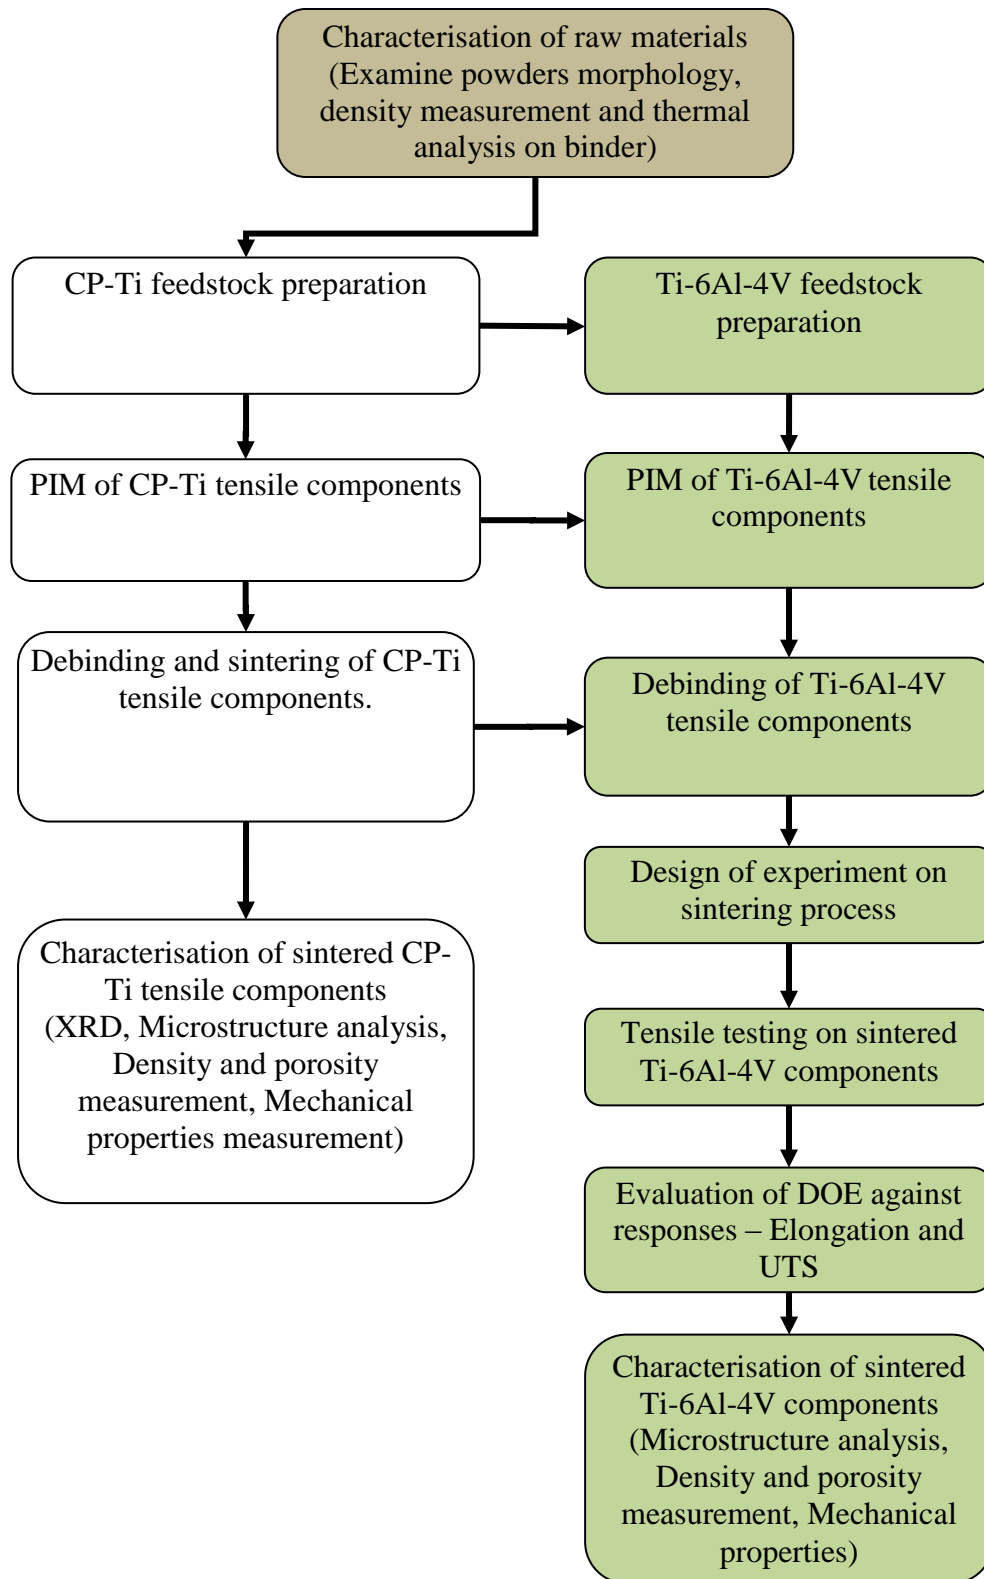 Characterisation of raw materials
(Examine powders morphology,
density measurement and thermal
analysis on binder)
CP-Ti feedstock preparation
Ti-6Al-4V feedstock
preparation
PIM of CP-Ti tensile components
PIM of Ti-6Al-4V tensile
components
Debinding and sintering of CP-Ti
tensile components.
Debinding of Ti-6Al-4V
tensile components
Design of experiment on
sintering process
Characterisation of sintered CP-
Ti tensile components
(XRD, Microstructure analysis,
Density and porosity
measurement, Mechanical
properties measurement)
Tensile testing on sintered
Ti-6Al-4V components
Evaluation of DOE against
responses – Elongation and
UTS
Characterisation of sintered
Ti-6Al-4V components
(Microstructure analysis,
Density and porosity
measurement, Mechanical
properties)